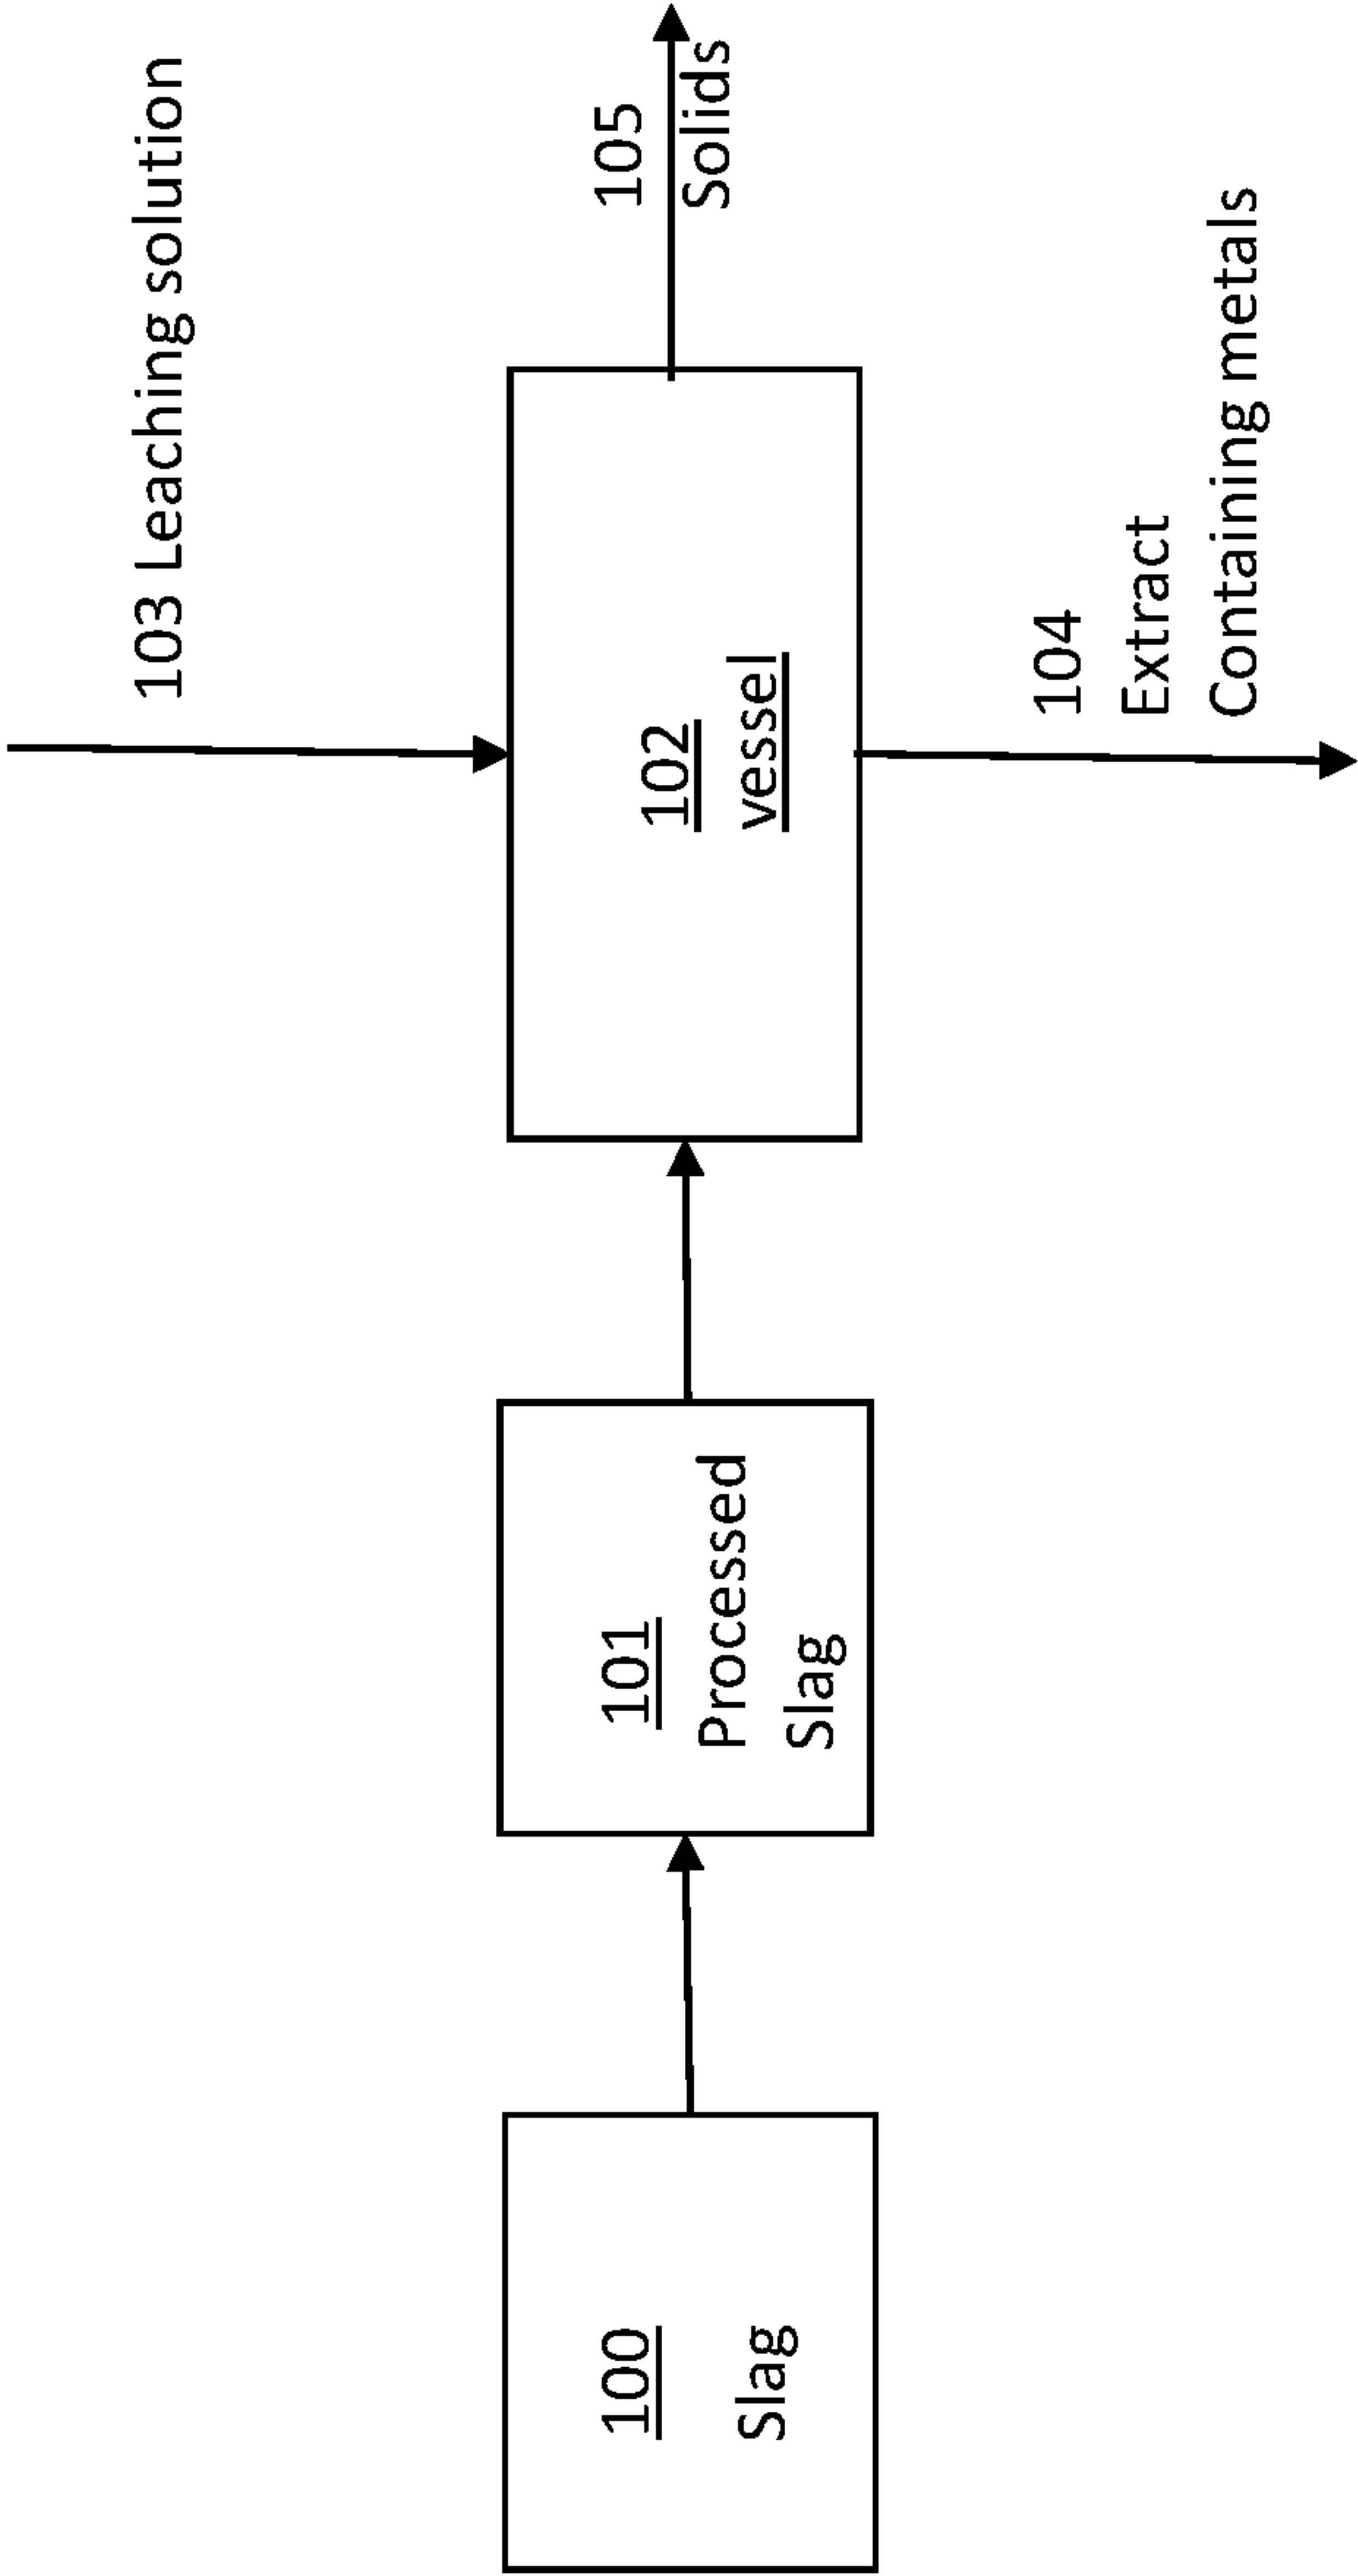 103 Leaching solution
100
Slag
101
Processed
Slag
102
vessel
105
Solids
104
Extract
Containing metals